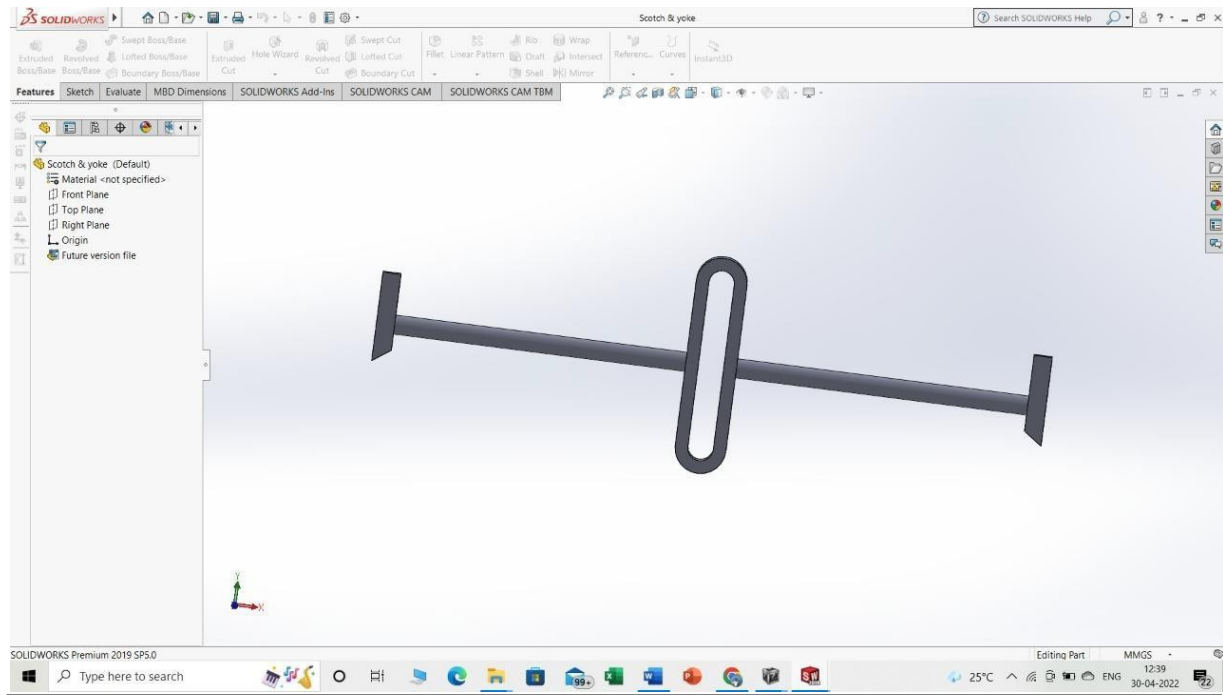 SOLIDWORKS
Scotch & yoke
Search SOLIDWORKS Help
Extruded Boss/Base
Revolved Boss/Base
Swept Boss/Base
Lofted Boss/Base
Boundary Boss/Base
Extruded Cut
Hole Wizard
Revolved Cut
Swept Cut
Lofted Cut
Boundary Cut
Fillet
Linear Pattern
Rib
Draft
Shell
Wrap
Intersect
Mirror
Referenc...
Curves
Instant3D
Features Sketch Evaluate MBD Dimensions SOLIDWORKS Add-Ins SOLIDWORKS CAM SOLIDWORKS CAM TBM
Scotch & yoke (Default)
Material <not specified>
Front Plane
Top Plane
Right Plane
Origin
Future version file
Y
X
SOLIDWORKS Premium 2019 SP5.0
Editing Part MMGS
Type here to search
99+
25°C ENG
12:39
30-04-2022
22